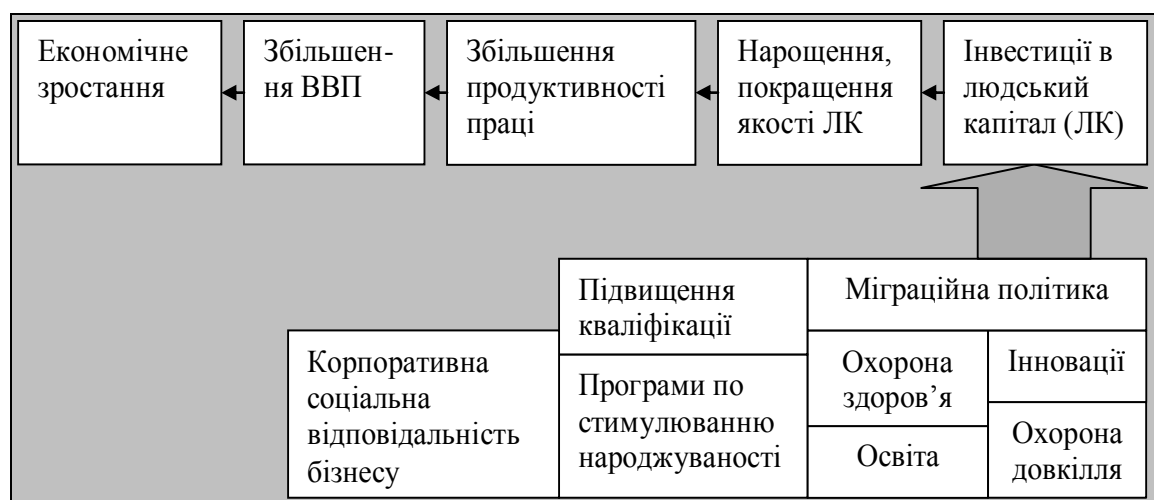 Економічне
зростання
Збільшен-
ня ВВП
Збільшення
продуктивності
праці
Нарощення,
покращення
якості ЛК
Інвестиції в
людський
капітал (ЛК)
Підвищення
кваліфікації
Міграційна політика
Корпоративна
соціальна
відповідальність
бізнесу
Програми по
стимулюванню
народжуваності
Охорона
здоров’я
Інновації
Освіта
Охорона
довкілля